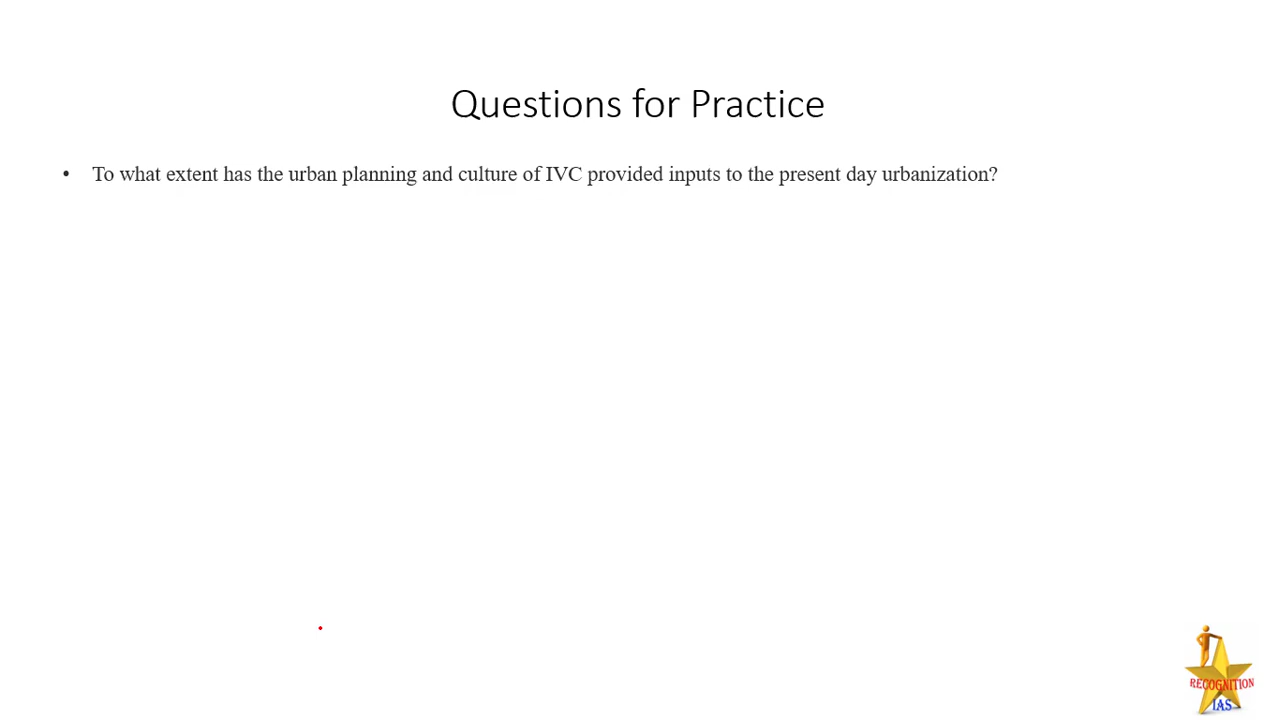 Questions for Practice
• To what extent has the urban planning and culture of IVC provided inputs to the present day urbanization?
RECOGNITION
IAS